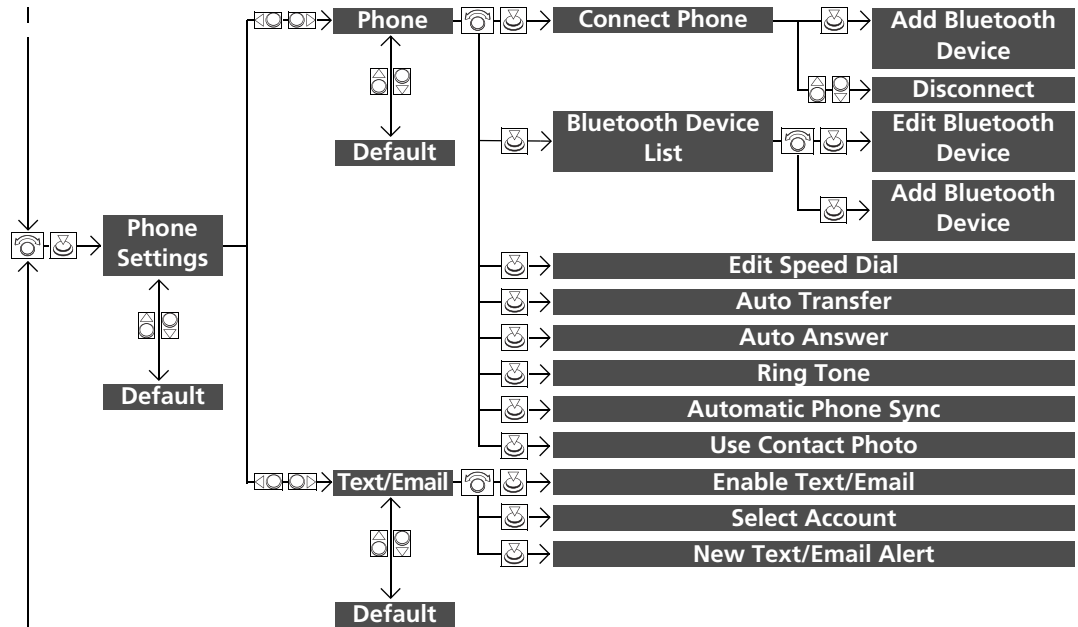 Phone
Connect Phone
Add Bluetooth
Device
Disconnect
Default
Bluetooth Device
List
Edit Bluetooth
Device
Add Bluetooth
Device
Phone
Settings
Default
Edit Speed Dial
Auto Transfer
Auto Answer
Ring Tone
Automatic Phone Sync
Use Contact Photo
Text/Email
Enable Text/Email
Select Account
New Text/Email Alert
Default